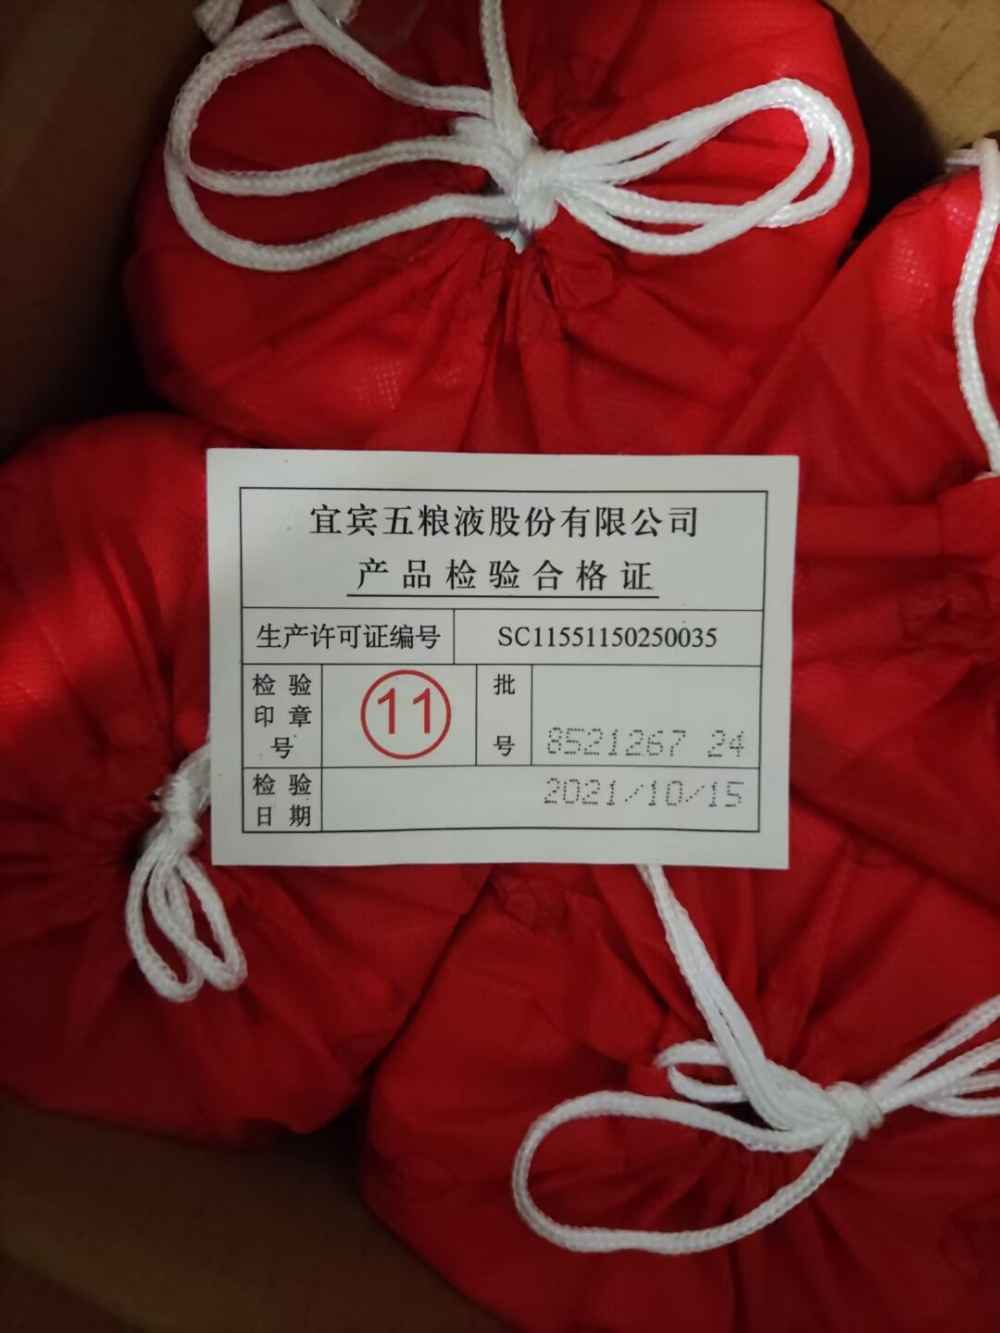 宜宾五粮液股份有限公司
产品检验合格证
生产许可证编号 SC11551150250035
检验印章号 11 批号 8521267 24
检验日期 2021/10/15